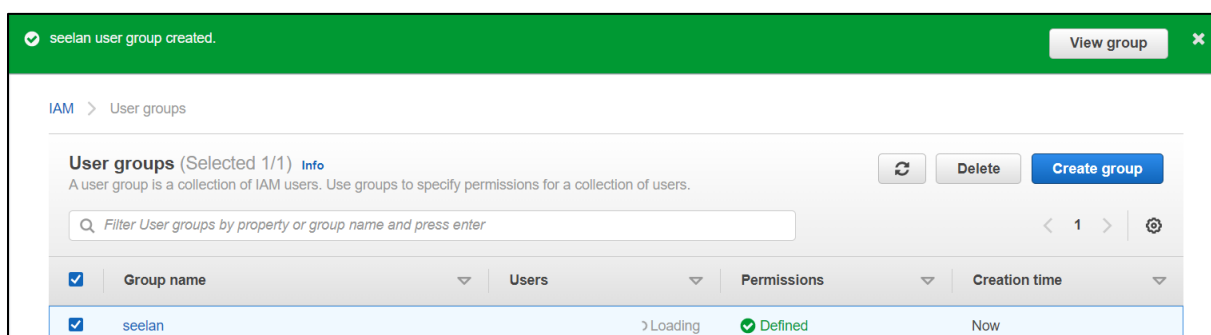 seelan user group created.
View group
IAM > User groups
User groups (Selected 1/1) Info
Delete
Create group
A user group is a collection of IAM users. Use groups to specify permissions for a collection of users.
Filter User groups by property or group name and press enter
< 1 >
Group name Users Permissions Creation time
seelan Loading Defined Now